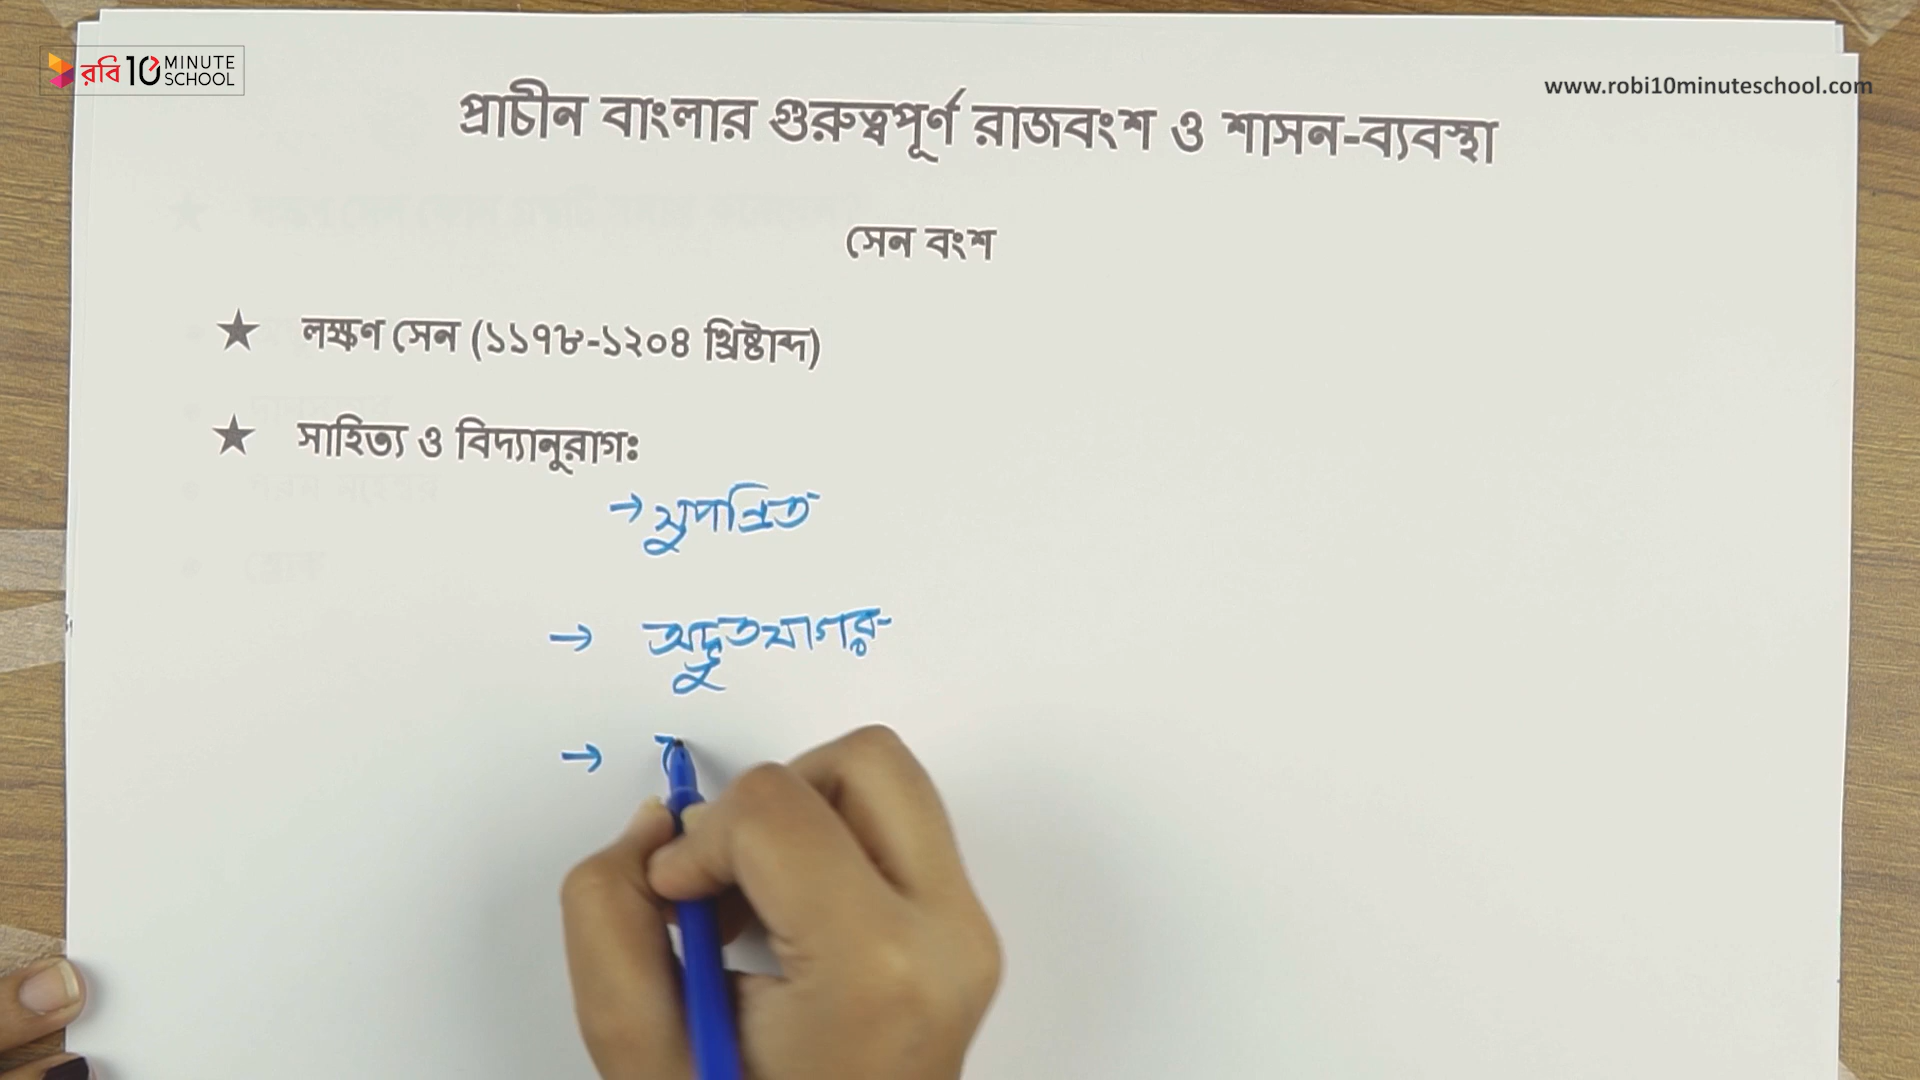 রবি 10 MINUTE SCHOOL
www.robi10minuteschool.com
প্রাচীন বাংলার গুরুত্বপূর্ণ রাজবংশ ও শাসন-ব্যবস্থা
সেন বংশ
★ লক্ষণ সেন (১১৭৮-১২০৪ খ্রিষ্টাব্দ)
★ সাহিত্য ও বিদ্যানুরাগঃ
→ সুপন্ডিত
→ অদ্ভুতসাগর
→